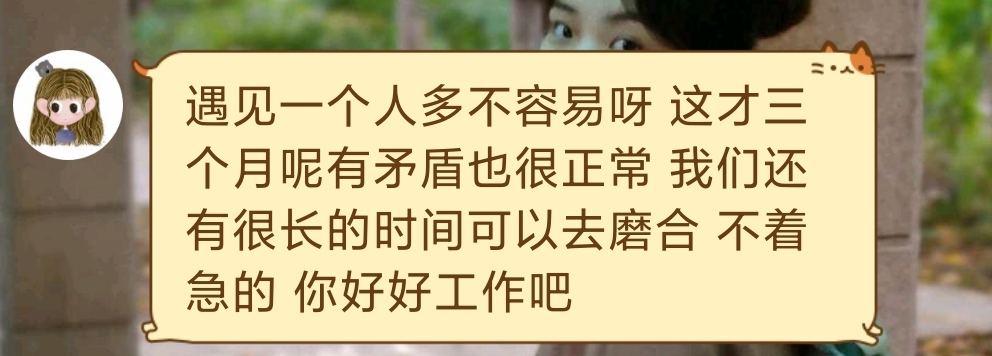 遇见一个人多不容易呀 这才三
个月呢有矛盾也很正常 我们还
有很长的时间可以去磨合 不着
急的 你好好工作吧